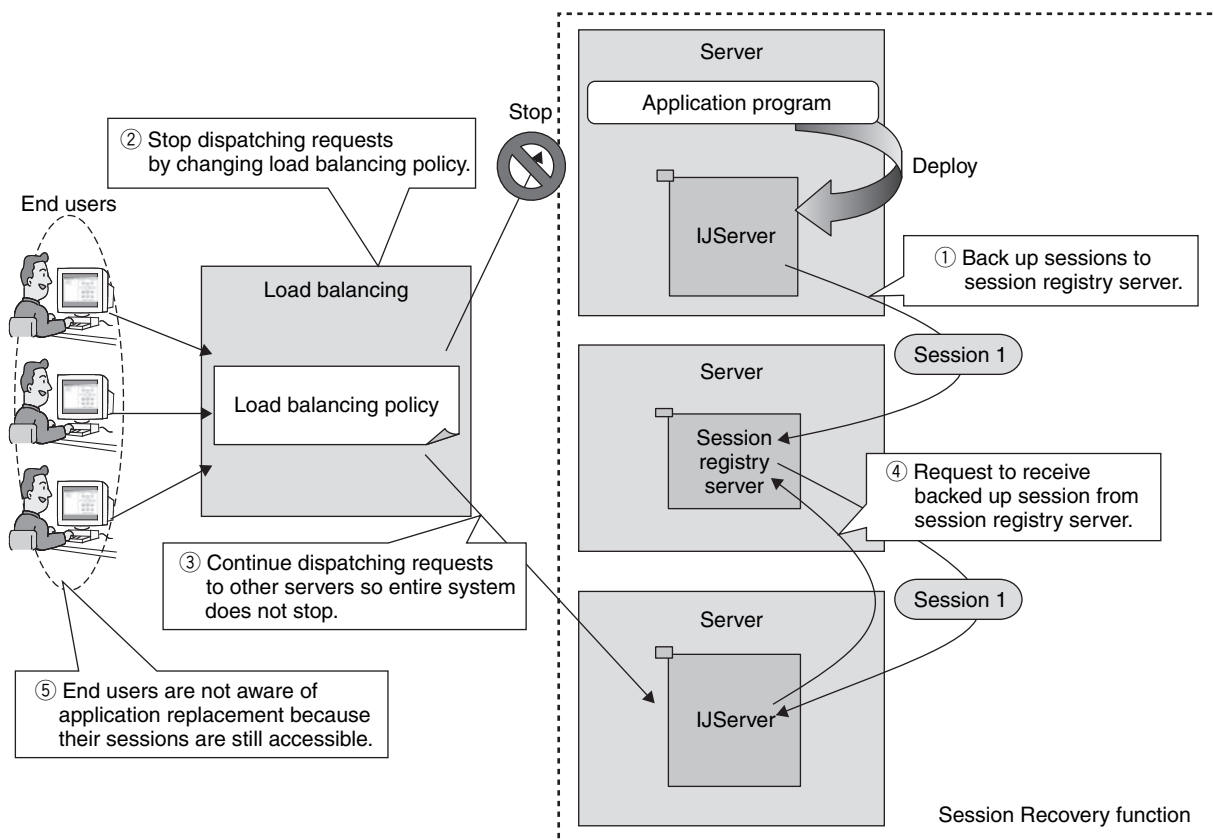 Server
Application program
Stop
② Stop dispatching requests
by changing load balancing policy.
Deploy
End users
IJServer
① Back up sessions to
session registry server.
Load balancing
Session 1
Server
Load balancing policy
Session
registry
server
④ Request to receive
backed up session from
session registry server.
③ Continue dispatching requests
to other servers so entire system
does not stop.
Session 1
Server
⑤ End users are not aware of
application replacement because
their sessions are still accessible.
IJServer
Session Recovery function